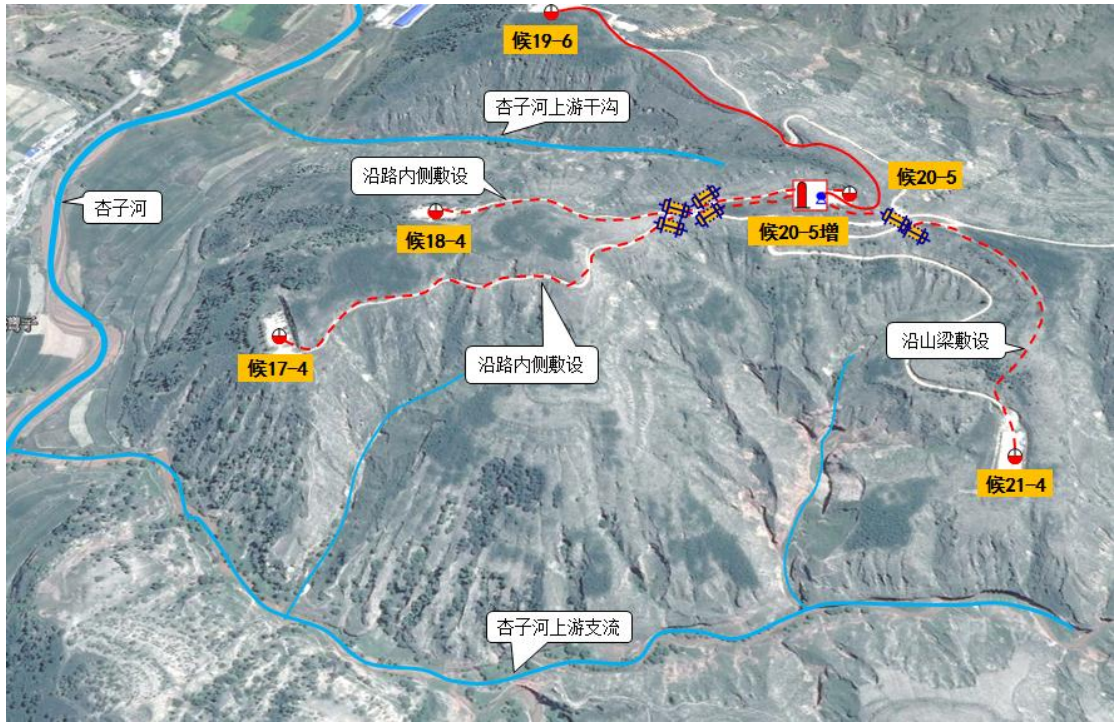 候19-6
杏子河上游干沟
沿路内侧敷设
候20-5
杏子河
候18-4
候20-5增
沿山梁敷设
候17-4
沿路内侧敷设
候21-4
杏子河上游支流